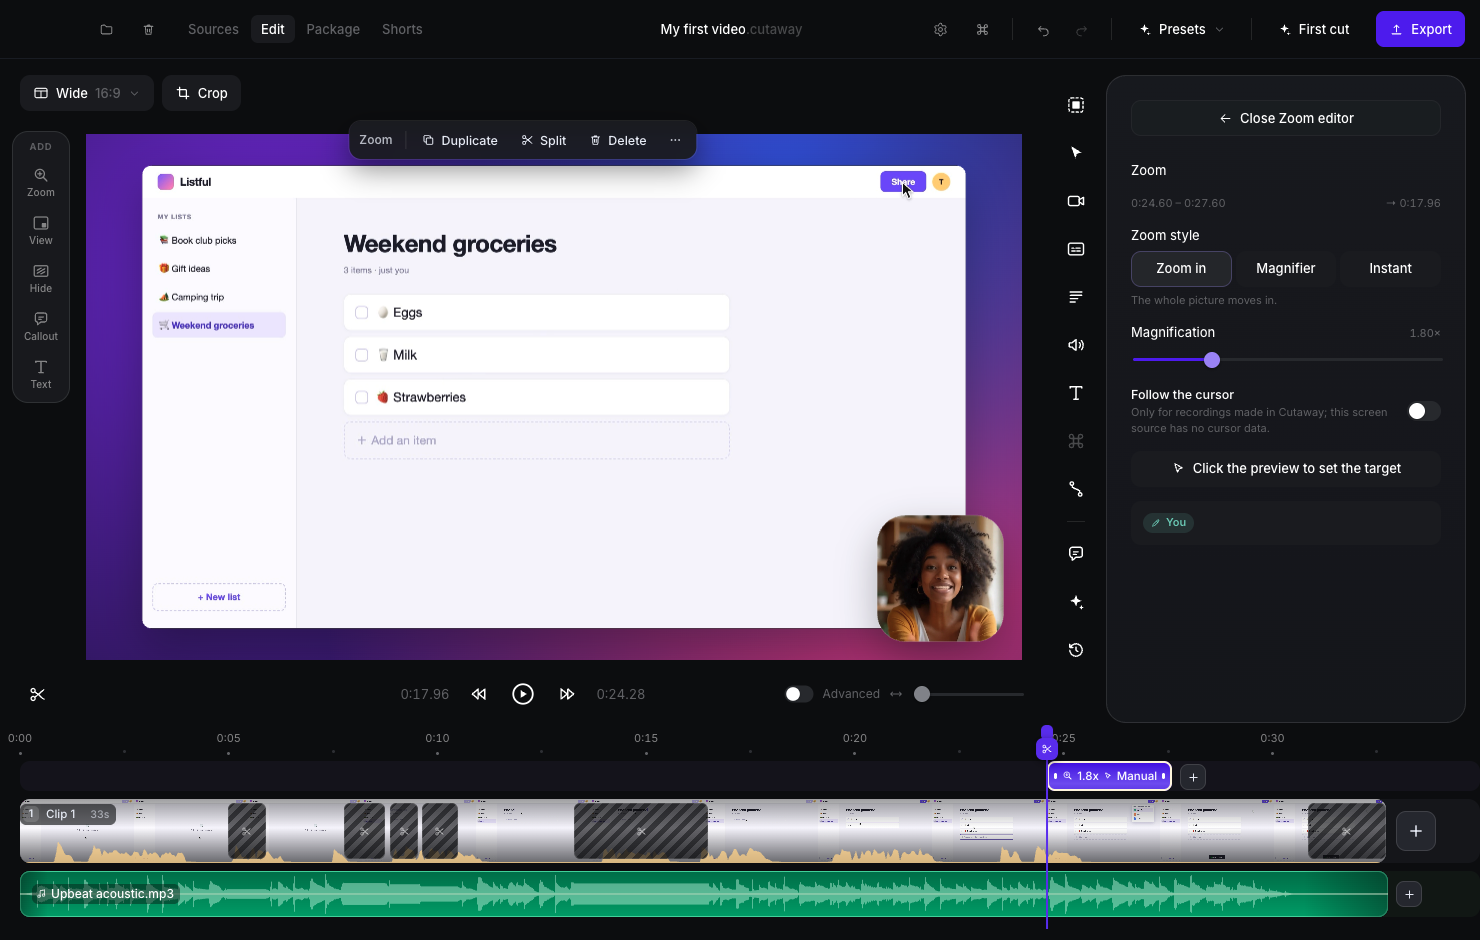 Sources
Edit
Package
Shorts
My first video.cutaway
Presets
First cut
Export
Wide 16:9
Crop
Zoom
Duplicate
Split
Delete
ADD
Zoom
View
Hide
Callout
Text
Listful
Share
T
MY LISTS
Book club picks
Gift ideas
Camping trip
Weekend groceries
+ New list
Weekend groceries
3 items · just you
Eggs
Milk
Strawberries
+ Add an item
← Close Zoom editor
Zoom
0:24.60 – 0:27.60
→ 0:17.96
Zoom style
Zoom in
Magnifier
Instant
The whole picture moves in.
Magnification
1.80×
Follow the cursor
Only for recordings made in Cutaway; this screen
source has no cursor data.
Click the preview to set the target
You
0:17.96
0:24.28
Advanced
0:00
0:05
0:10
0:15
0:20
0:25
0:30
1.8x
Manual
1 Clip 1 33s
Upbeat acoustic.mp3